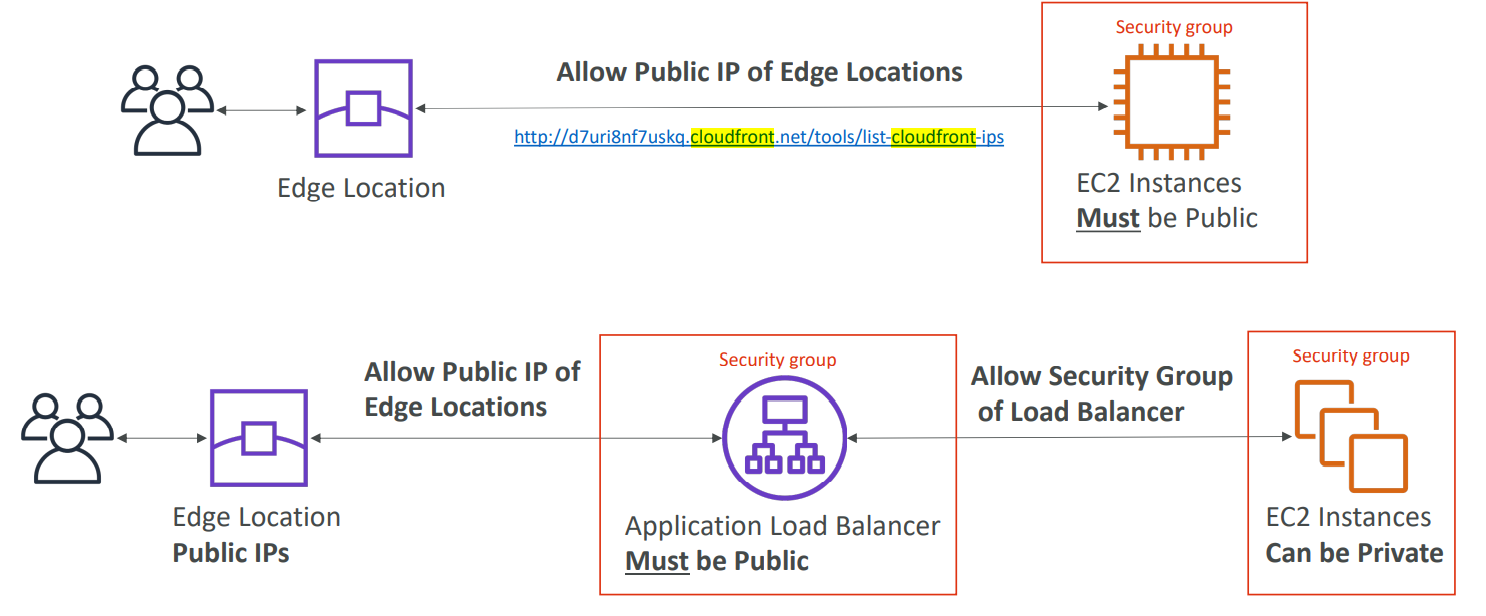 Security group
Allow Public IP of Edge Locations
http://d7uri8nf7uskq.cloudfront.net/tools/list-cloudfront-ips
Edge Location
EC2 Instances
Must be Public
Security group
Allow Public IP of
Edge Locations
Security group
Allow Security Group
of Load Balancer
Edge Location
Public IPs
Application Load Balancer
Must be Public
EC2 Instances
Can be Private